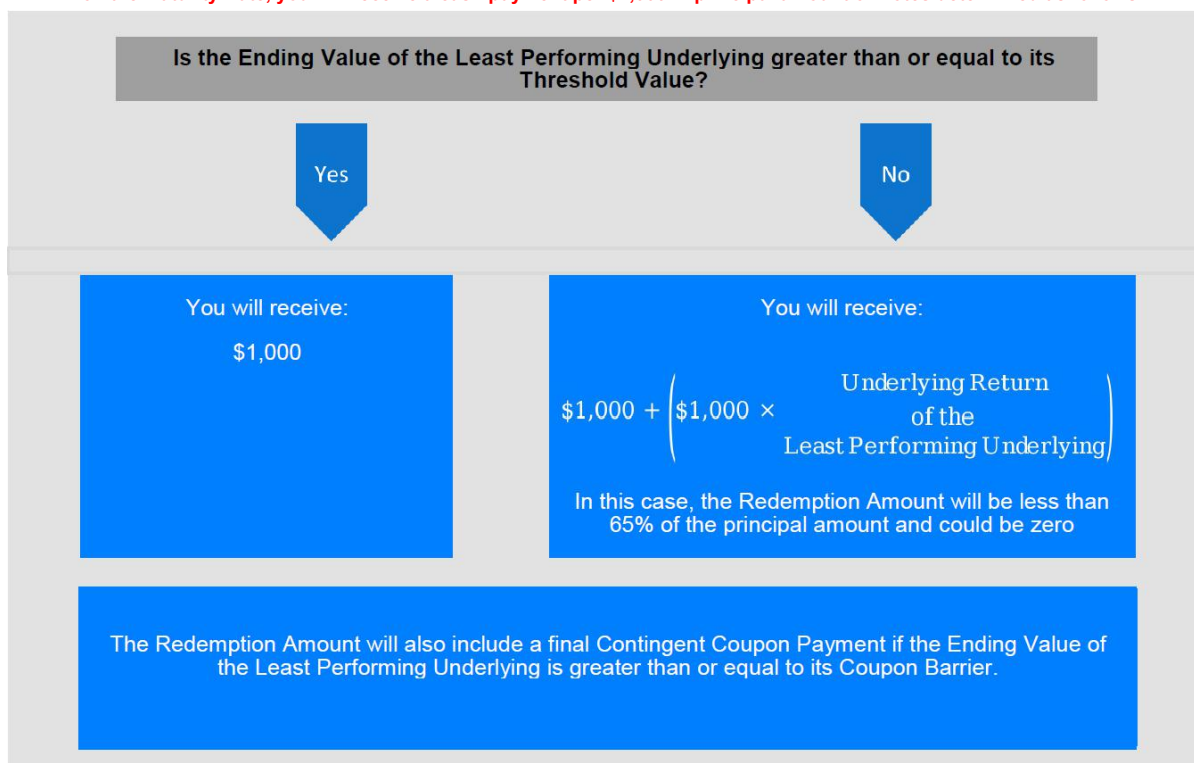 Is the Ending Value of the Least Performing Underlying greater than or equal to its
Threshold Value?
Yes
No
You will receive:
$1,000
You will receive:
$1,000 + ($1,000 × Underlying Return
of the
Least Performing Underlying)
In this case, the Redemption Amount will be less than
65% of the principal amount and could be zero
The Redemption Amount will also include a final Contingent Coupon Payment if the Ending Value of
the Least Performing Underlying is greater than or equal to its Coupon Barrier.